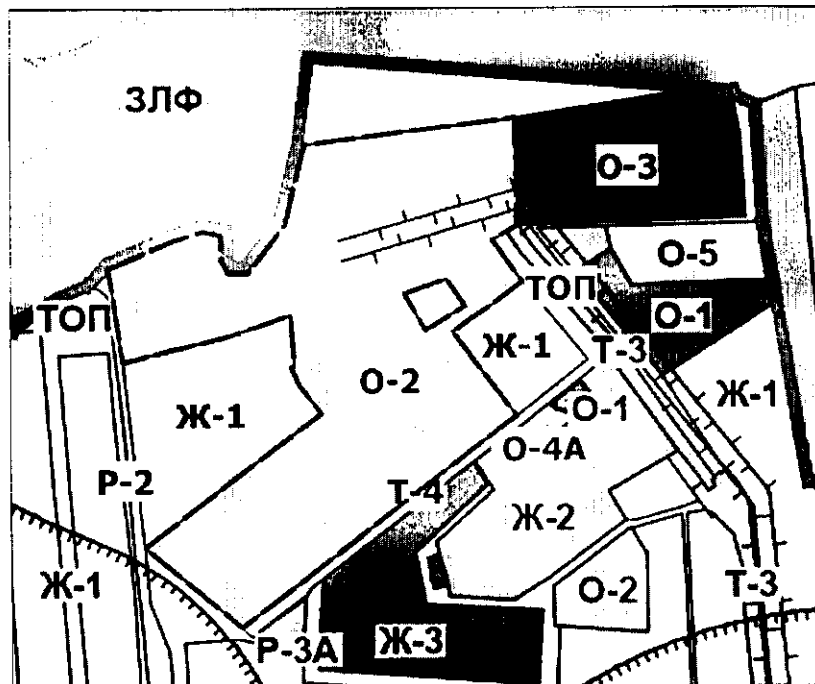 ЗЛФ
О-3
О-5
ТОП
ТОП
О-1
Ж-1
Т-3
О-2
Ж-1
Ж-1
О-1
О-4А
Р-2
Т-4
Ж-2
Ж-1
О-2
Т-3
Р-3А
Ж-3